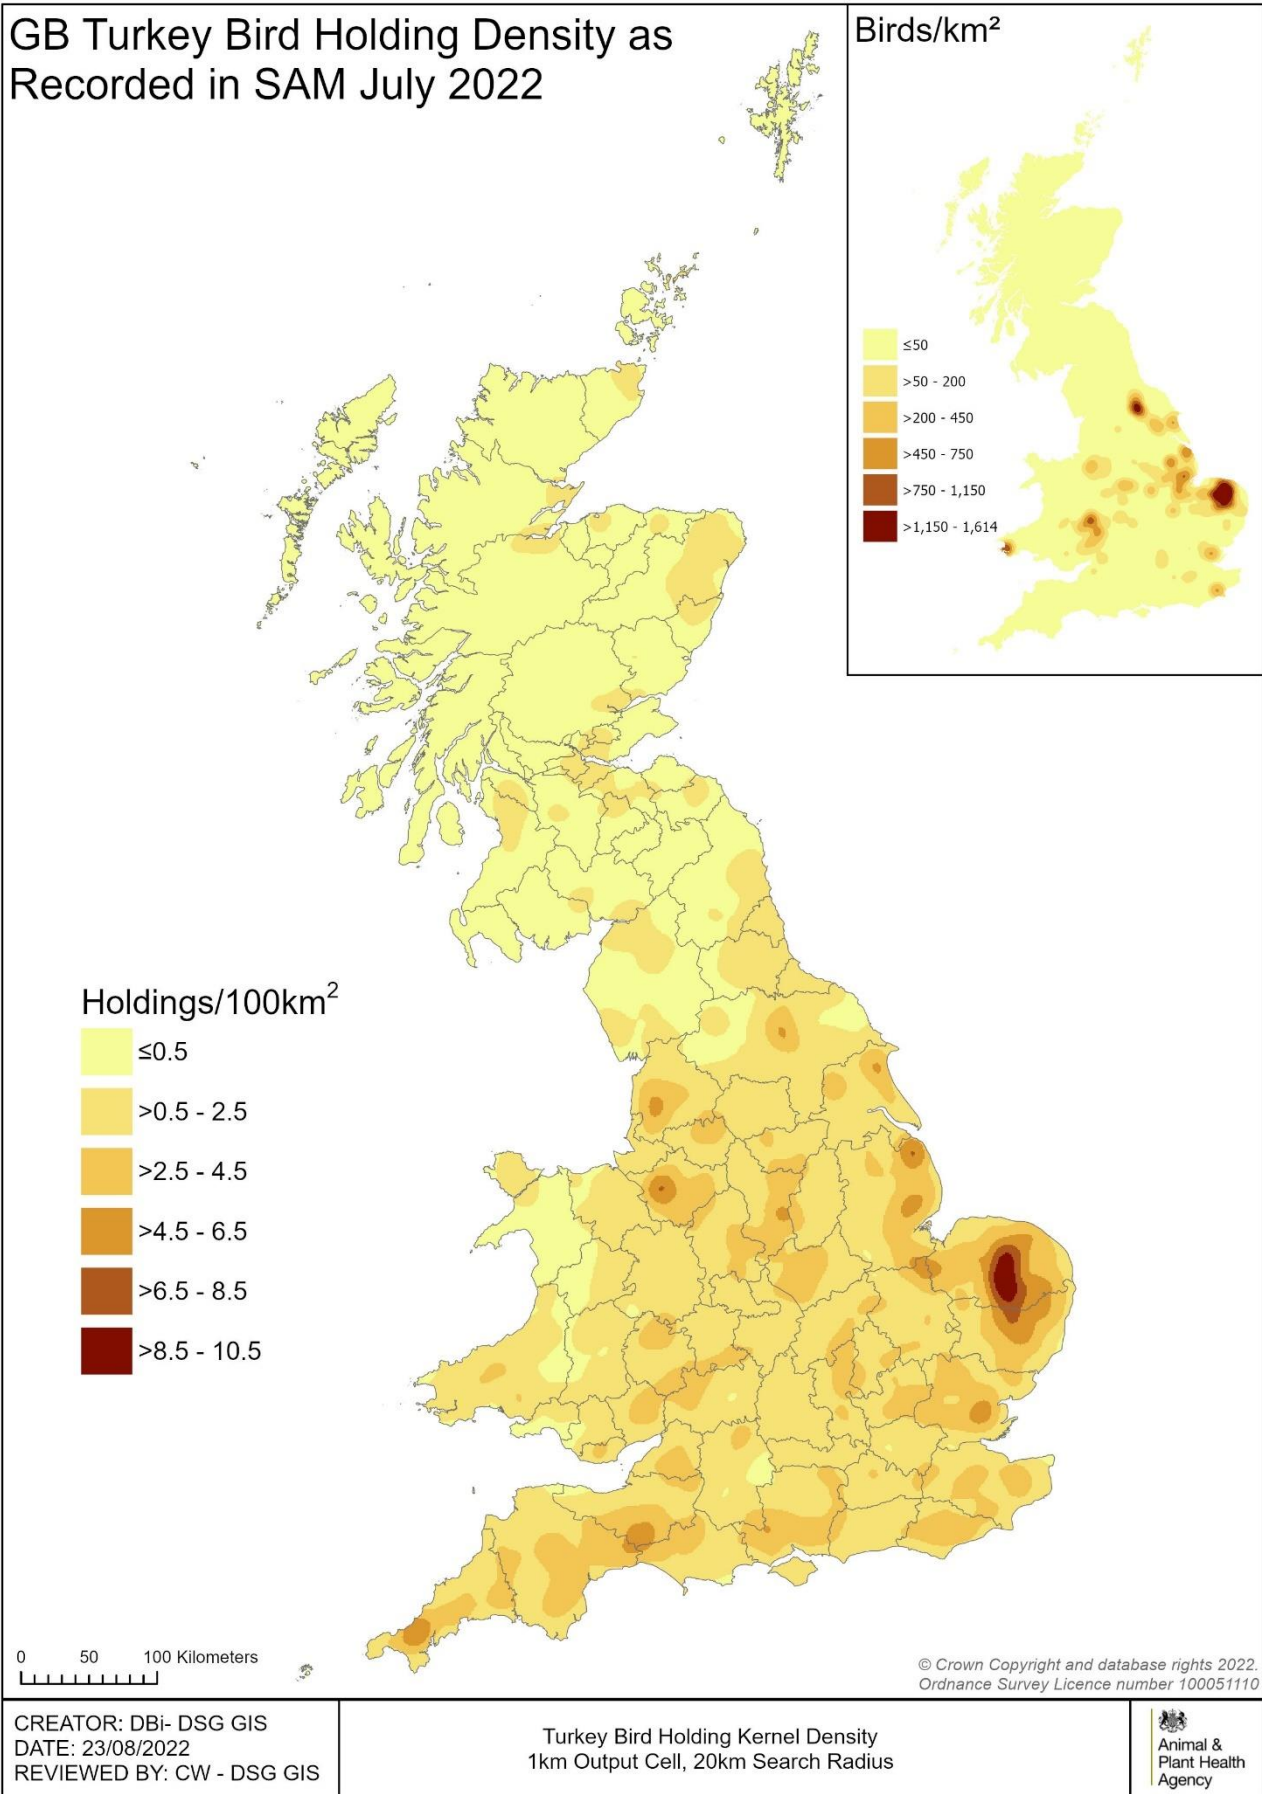 GB Turkey Bird Holding Density as
Recorded in SAM July 2022
Birds/km²
≤50
>50 - 200
>200 - 450
>450 - 750
>750 - 1,150
>1,150 - 1,614
Holdings/100km²
≤0.5
>0.5 - 2.5
>2.5 - 4.5
>4.5 - 6.5
>6.5 - 8.5
>8.5 - 10.5
0 50 100 Kilometers
© Crown Copyright and database rights 2022.
Ordnance Survey Licence number 100051110
CREATOR: DBi- DSG GIS
DATE: 23/08/2022
REVIEWED BY: CW - DSG GIS
Turkey Bird Holding Kernel Density
1km Output Cell, 20km Search Radius
Animal &
Plant Health
Agency